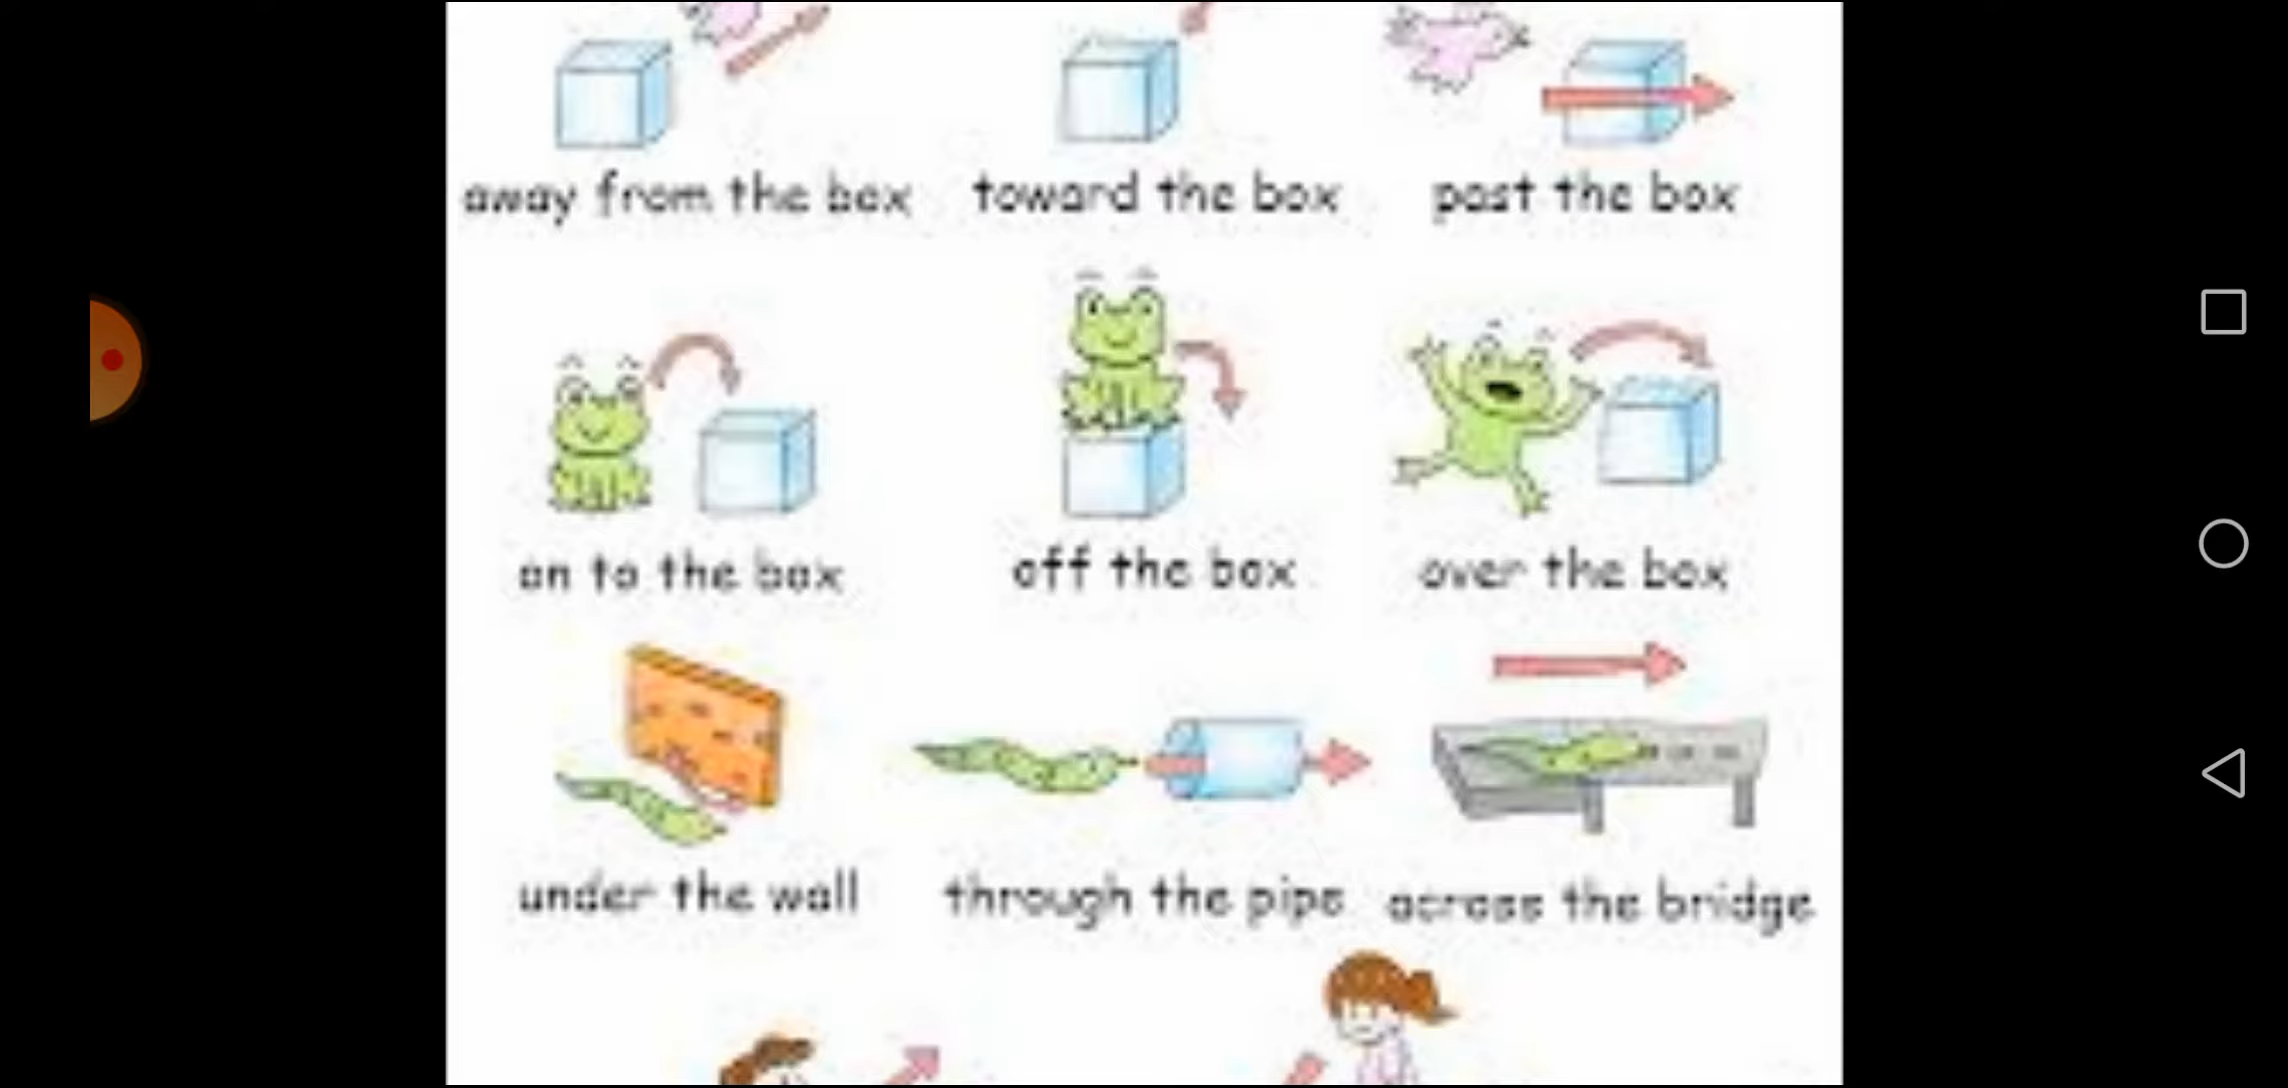 away from the box
toward the box
past the box
on to the box
off the box
over the box
under the wall
through the pipe
across the bridge